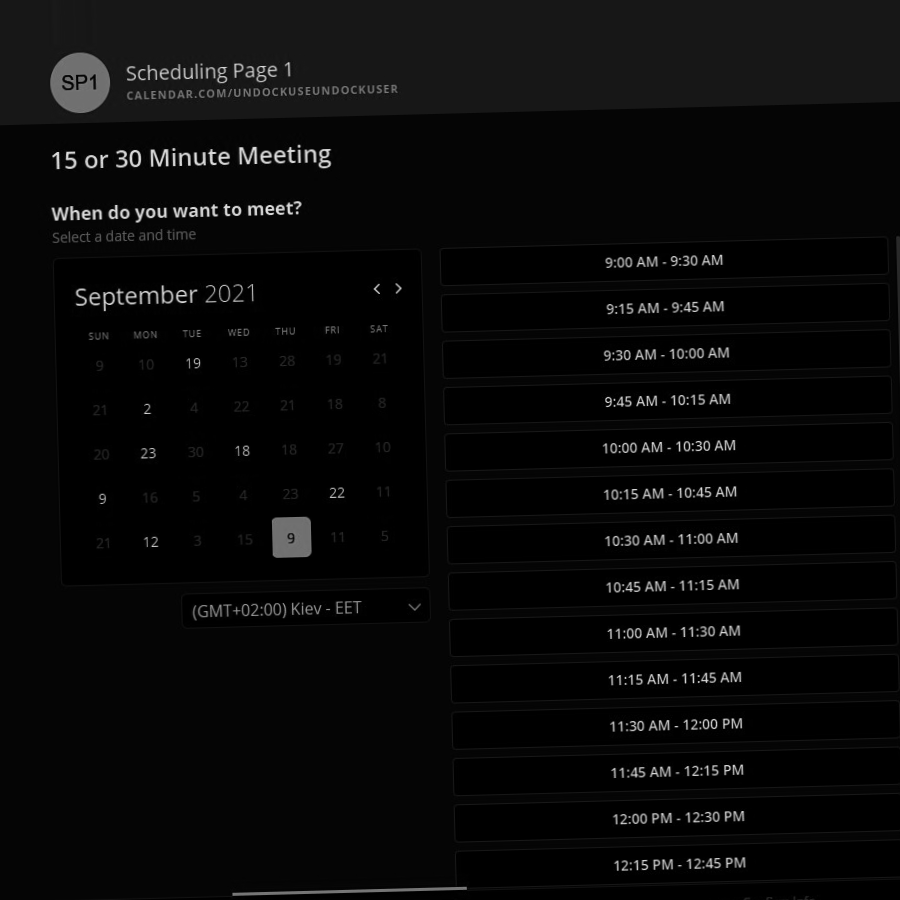 SP1
Scheduling Page 1
CALENDAR.COM/UNDOCKUSEUNDOCKUSER
15 or 30 Minute Meeting
When do you want to meet?
Select a date and time
September 2021
SUN MON TUE WED THU FRI SAT
9 10 19 13 28 19 21
21 2 4 22 21 18 8
20 23 30 18 18 27 10
9 16 5 4 23 22 11
21 12 3 15 9 11 5
(GMT+02:00) Kiev - EET
9:00 AM - 9:30 AM
9:15 AM - 9:45 AM
9:30 AM - 10:00 AM
9:45 AM - 10:15 AM
10:00 AM - 10:30 AM
10:15 AM - 10:45 AM
10:30 AM - 11:00 AM
10:45 AM - 11:15 AM
11:00 AM - 11:30 AM
11:15 AM - 11:45 AM
11:30 AM - 12:00 PM
11:45 AM - 12:15 PM
12:00 PM - 12:30 PM
12:15 PM - 12:45 PM